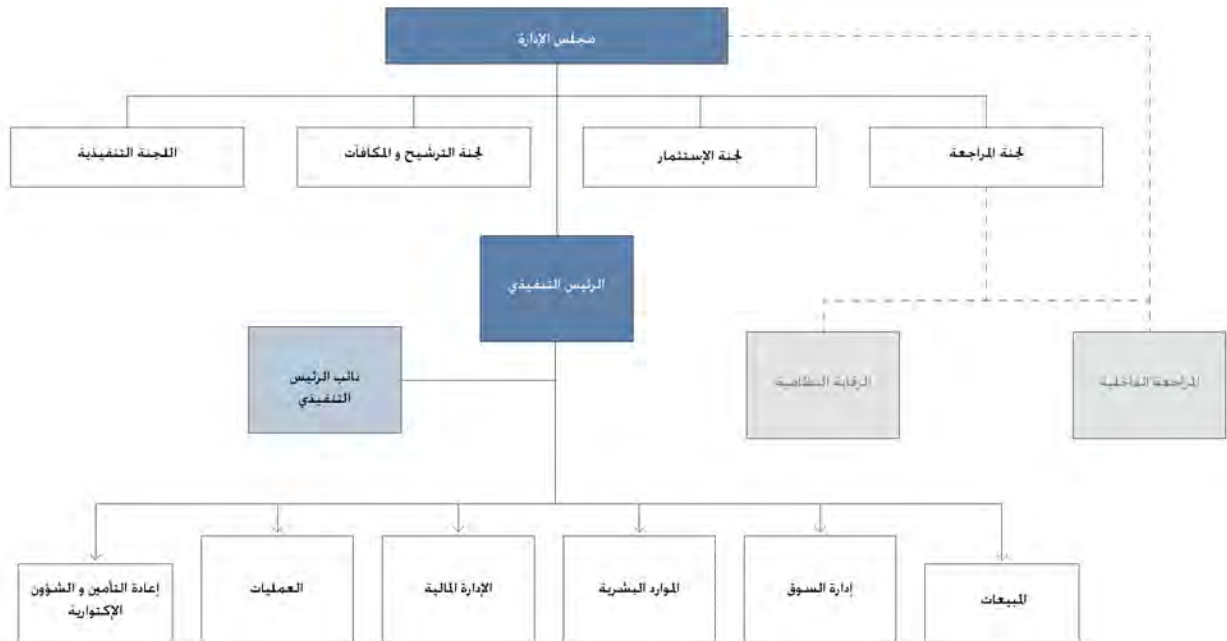 مجلس الإدارة
لجنة المراجعة
لجنة الإستثمار
لجنة الترشيح و المكافآت
اللجنة التنفيذية
الرئيس التنفيذي
المراجعة الداخلية
الرقابة النظامية
نائب الرئيس
التنفيذي
المبيعات
إدارة السوق
الموارد البشرية
الإدارة المالية
العمليات
إعادة التأمين و الشؤون
الإكتوارية